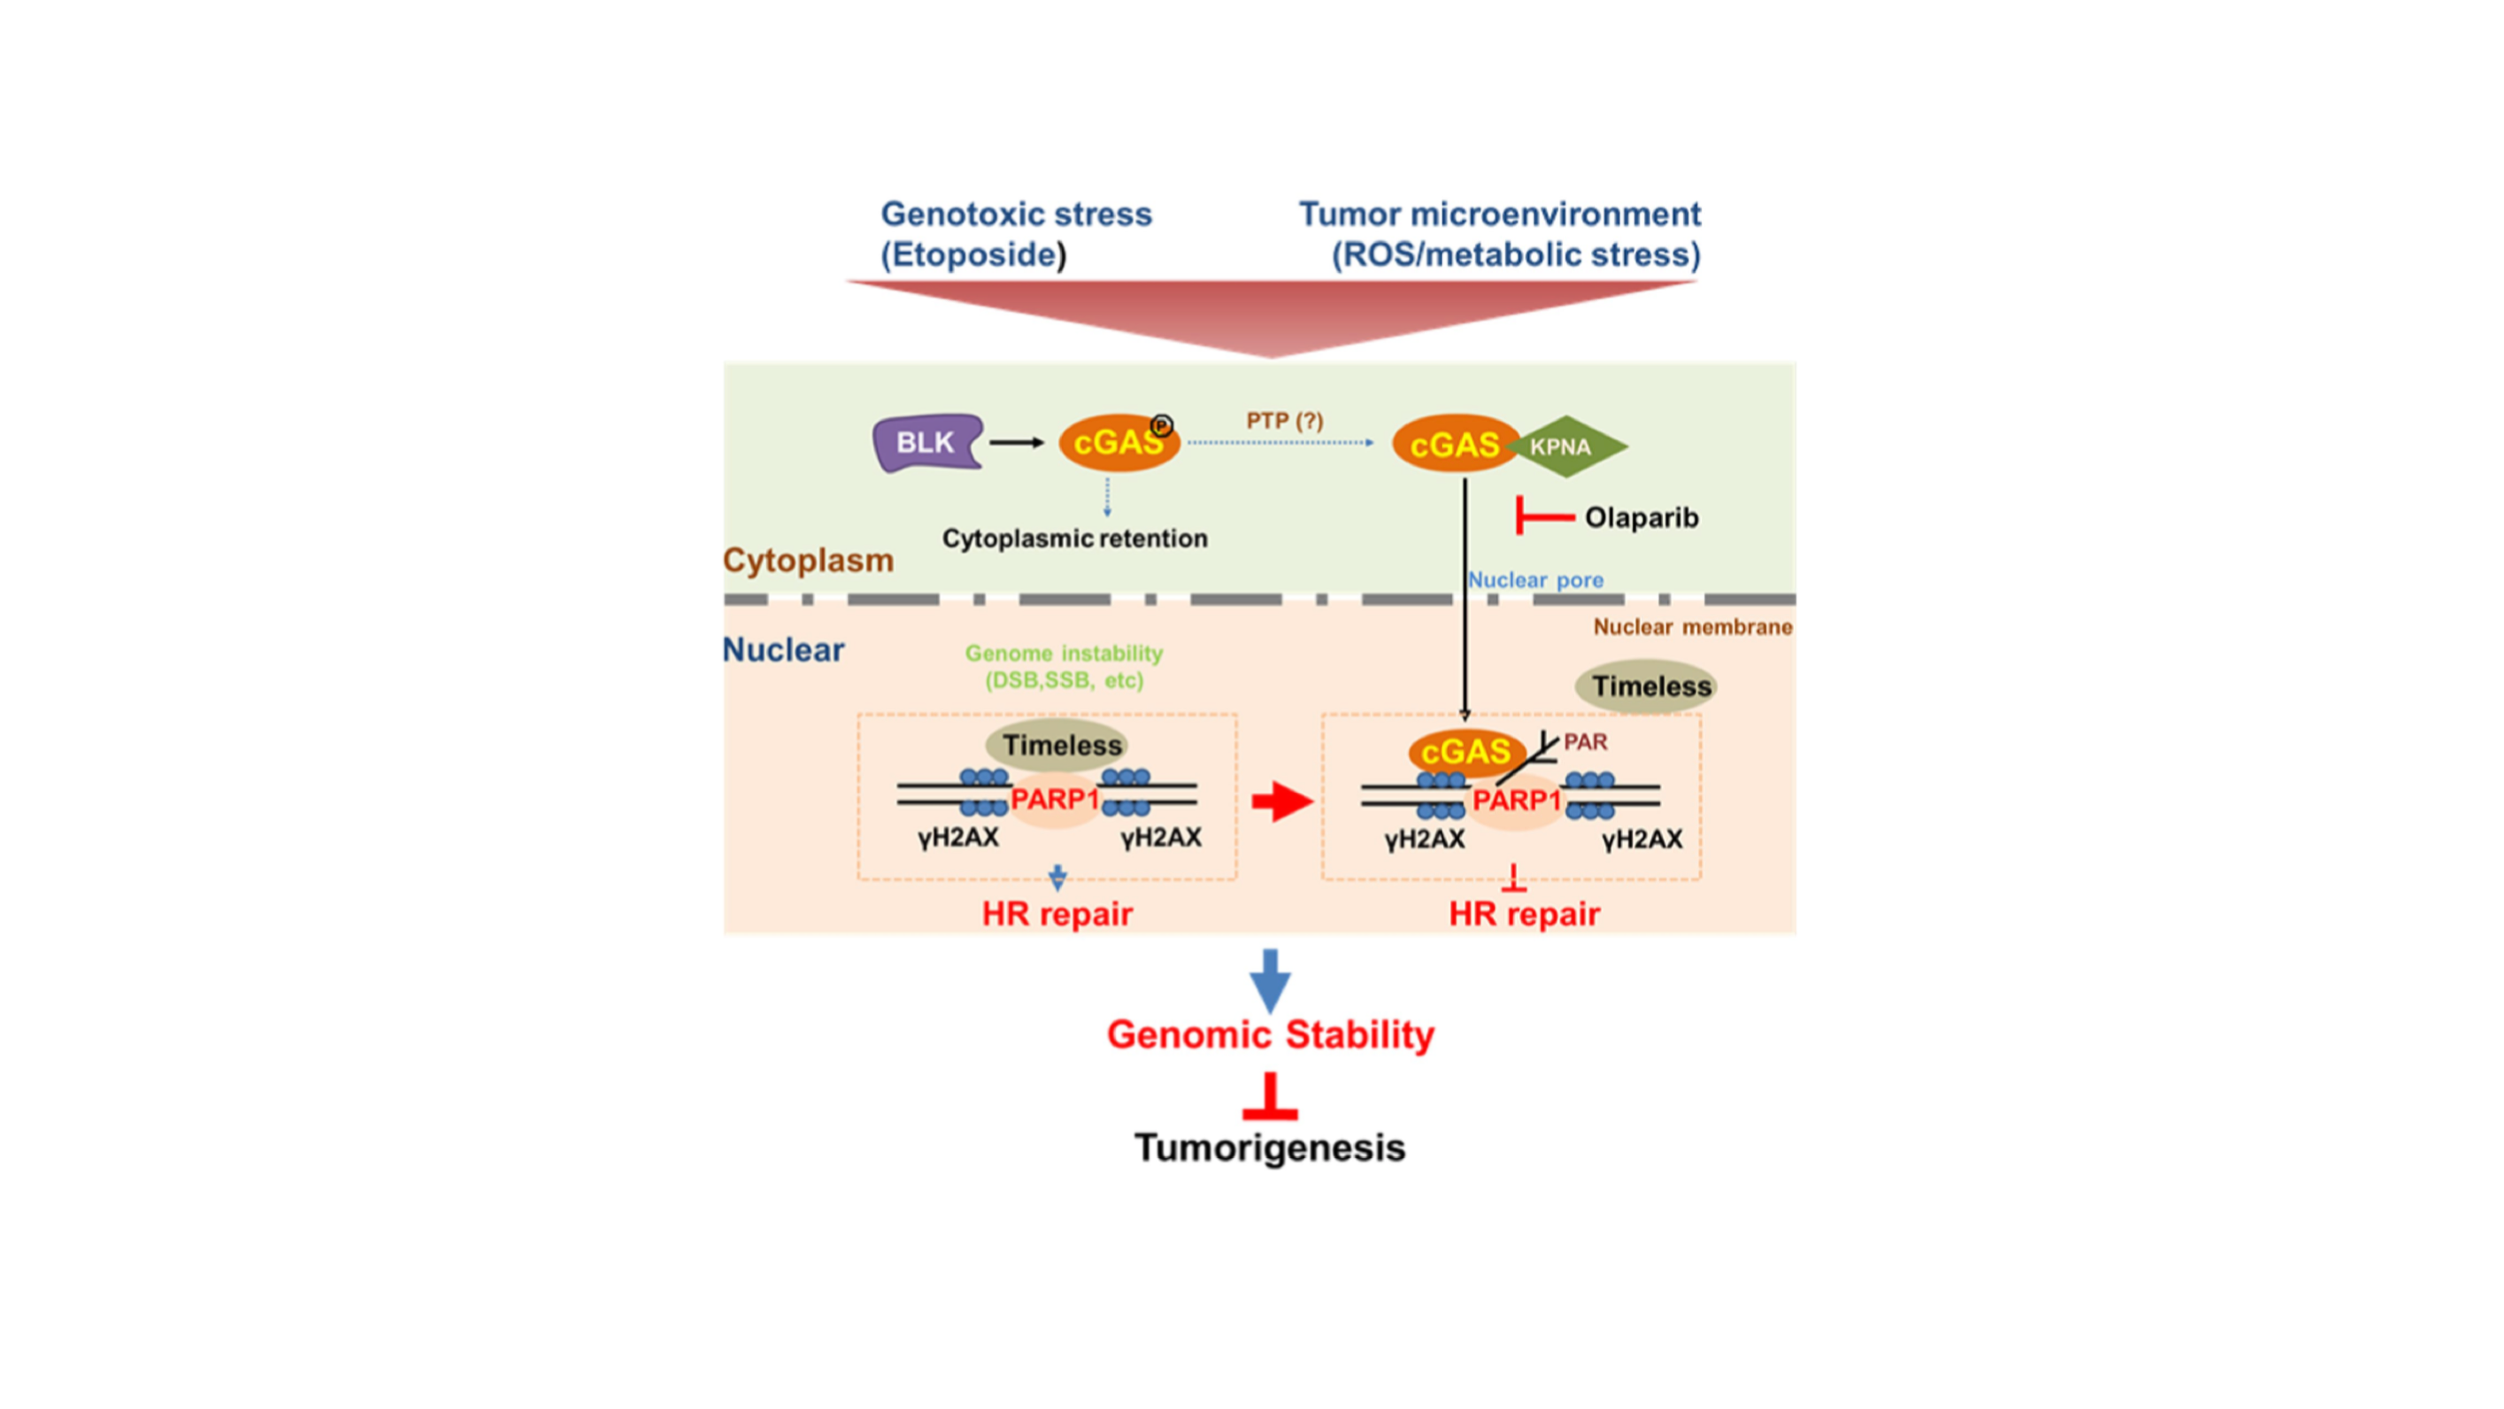 Genotoxic stress
(Etoposide)
Tumor microenvironment
(ROS/metabolic stress)
BLK
cGAS
P
PTP (?)
cGAS
KPNA
Cytoplasmic retention
Olaparib
Cytoplasm
Nuclear pore
Nuclear membrane
Nuclear
Genome instability
(DSB,SSB, etc)
Timeless
PARP1
γH2AX
γH2AX
HR repair
Timeless
cGAS
PAR
PARP1
γH2AX
γH2AX
HR repair
Genomic Stability
Tumorigenesis